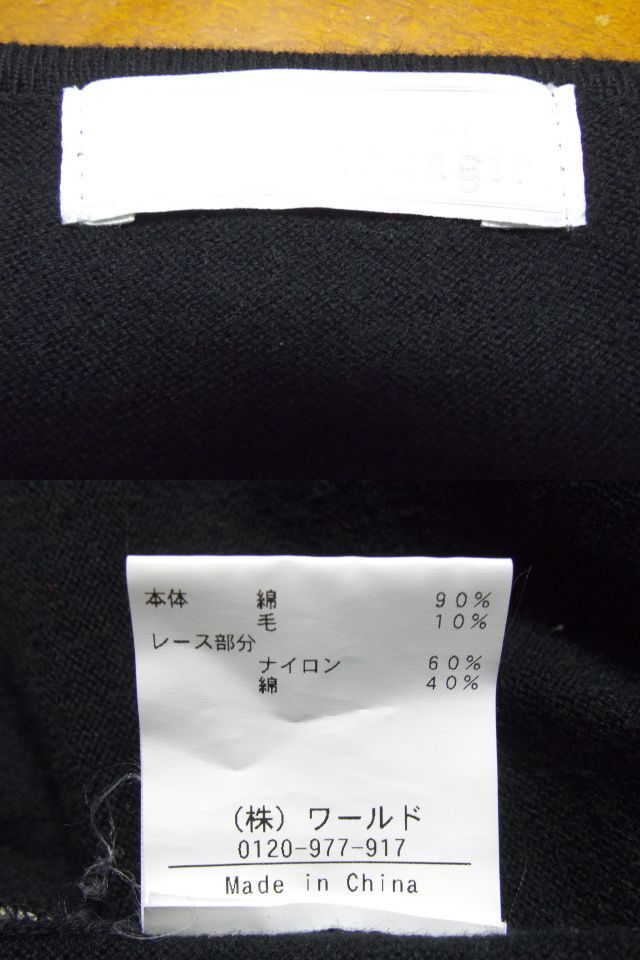 本体 綿 90%
毛 10%
レース部分
ナイロン 60%
綿 40%
(株) ワールド
0120-977-917
Made in China